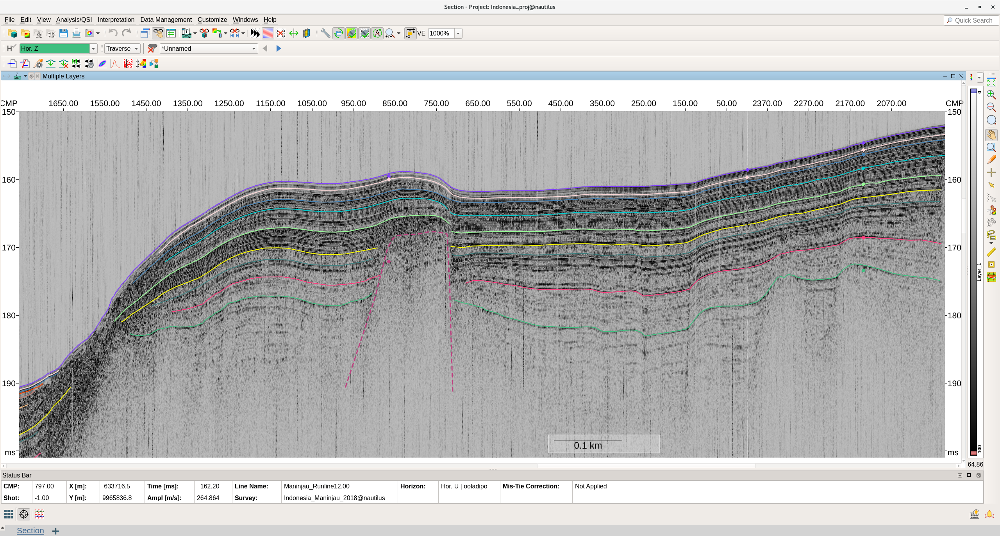 Section - Project: Indonesia_proj@nautilus
File Edit View Analysis/QSI Interpretation Data Management Customize Windows Help
Quick Search
VE 1000%
Hor. Z Traverse *Unnamed
Multiple Layers
CMP 1650.00 1550.00 1450.00 1350.00 1250.00 1150.00 1050.00 950.00 850.00 750.00 650.00 550.00 450.00 350.00 250.00 150.00 50.00 2370.00 2270.00 2170.00 2070.00 CMP
150 150
160 160
170 170
180 180
190 190
ms ms
0.1 km
0
Layer_1
100
64.86
Status Bar
CMP: 797.00 X [m]: 633716.5 Time [ms]: 162.20 Line Name: Maninjau_Runline12.00 Horizon: Hor. U | ooladipo Mis-Tie Correction: Not Applied
Shot: -1.00 Y [m]: 9965836.8 Ampl [m/s]: 264.864 Survey: Indonesia_Maninjau_2018@nautilus
Section